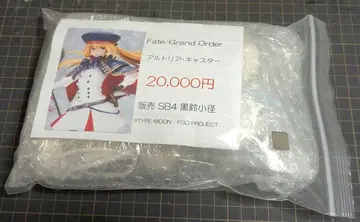 Fate/Grand Order
アルトリア・キャスター
20,000円
販売 SB4 黒鈴小径
©TYPE-MOON / FGO PROJECT